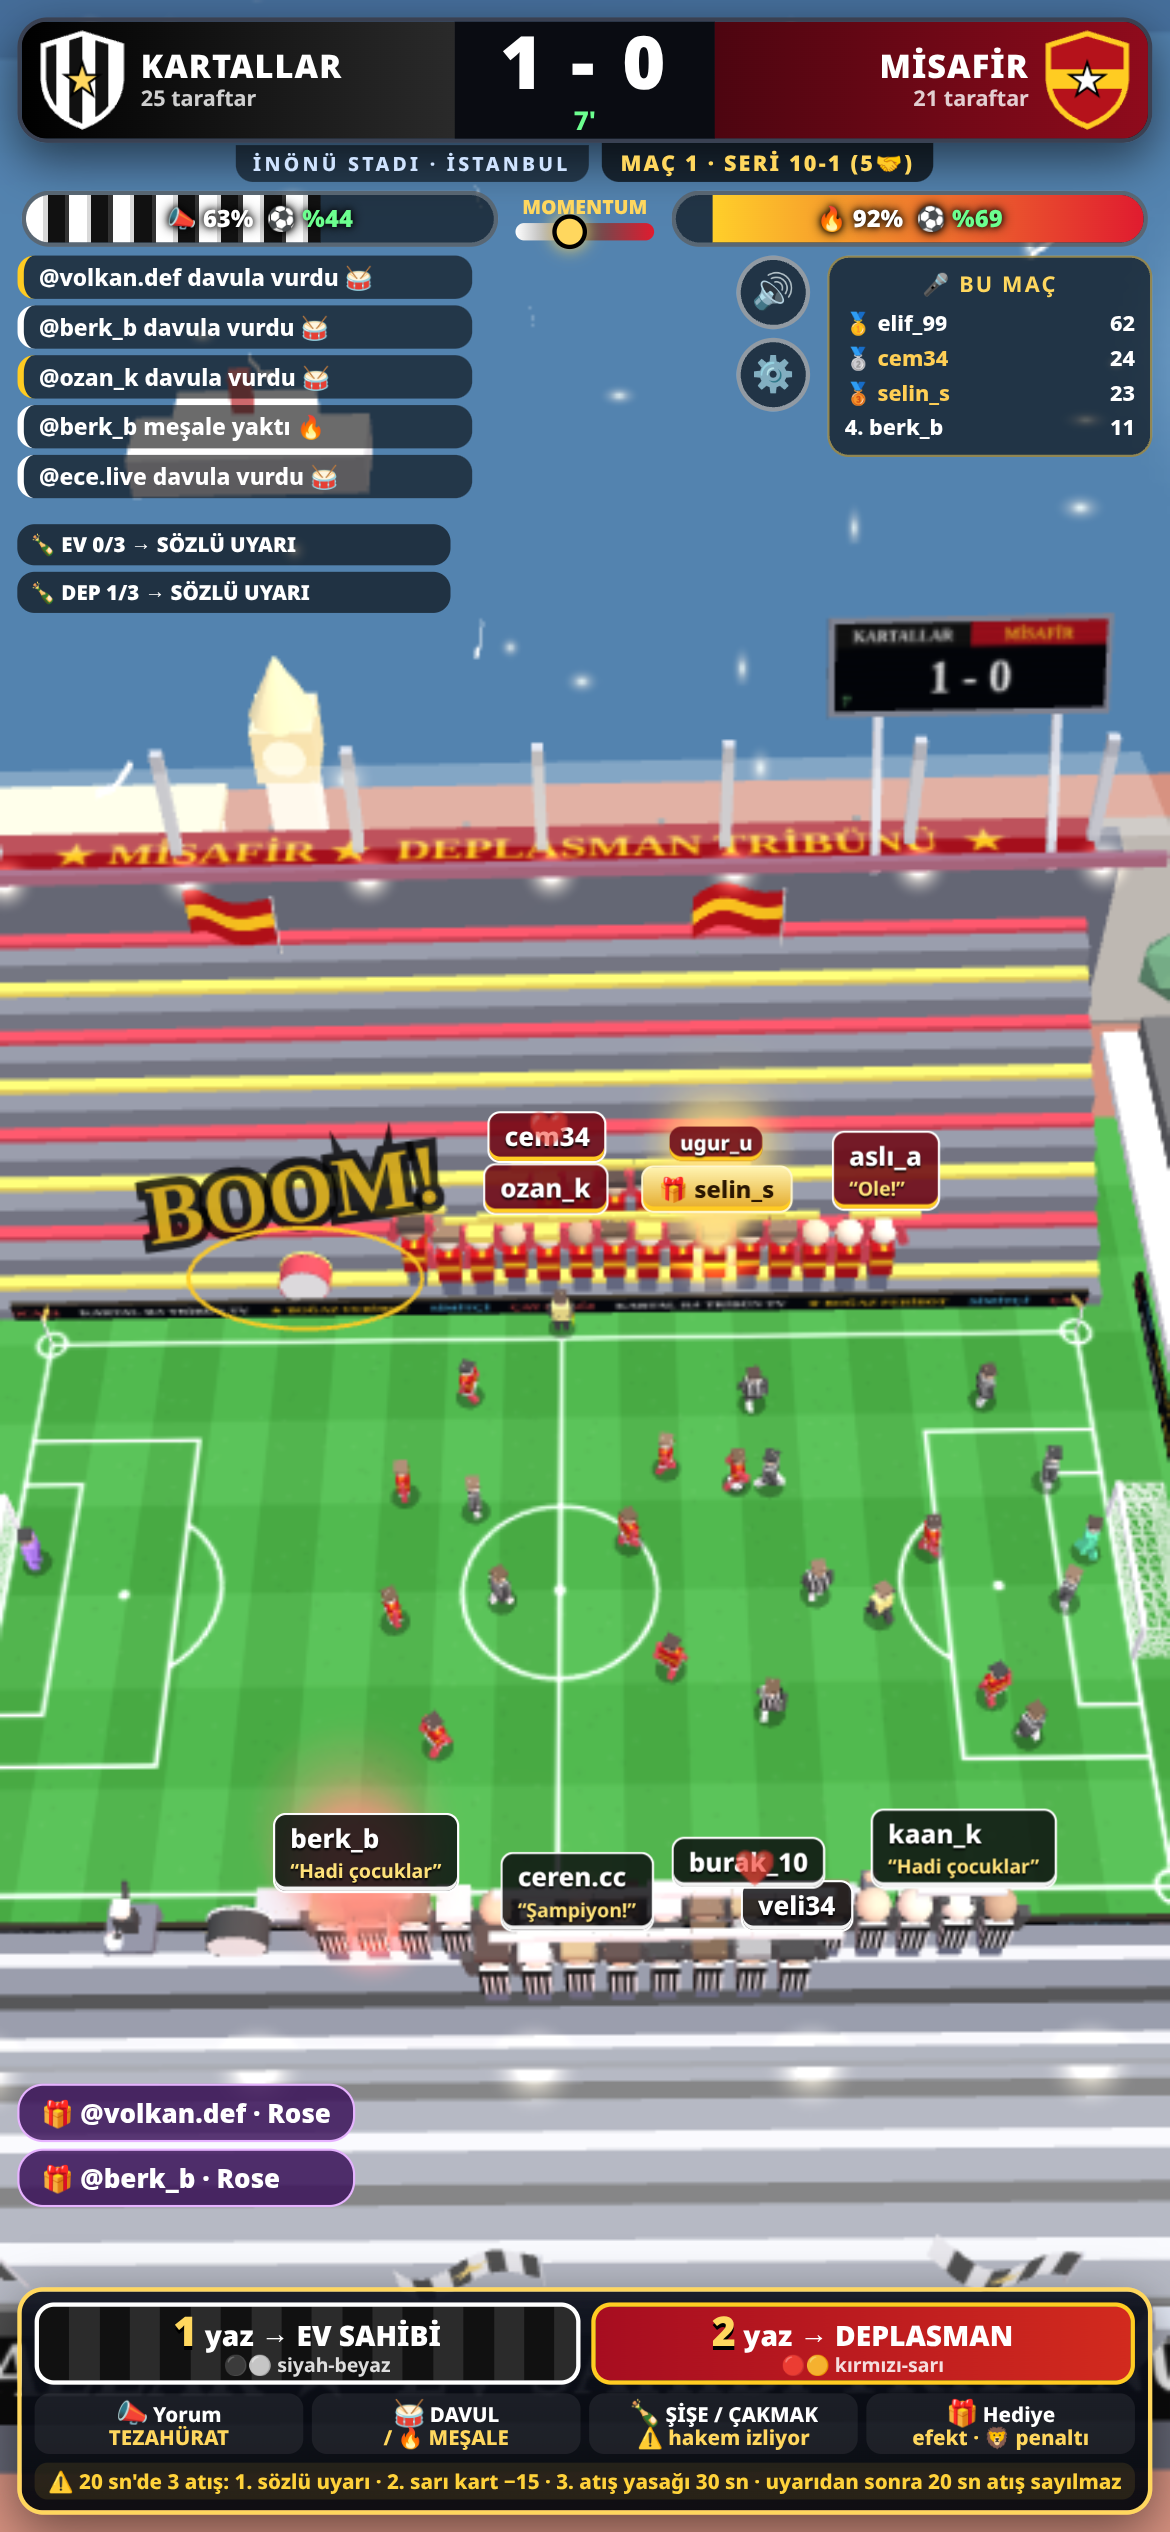 KARTALLAR
25 taraftar
1 - 0
7'
MİSAFİR
21 taraftar
İNÖNÜ STADI · İSTANBUL
MAÇ 1 · SERİ 10-1 (5🤝)
📣 63% ⚽ %44
MOMENTUM
🔥 92% ⚽ %69
@volkan.def davula vurdu 🥁
@berk_b davula vurdu 🥁
@ozan_k davula vurdu 🥁
@berk_b meşale yaktı 🔥
@ece.live davula vurdu 🥁
🎤 BU MAÇ
🥇 elif_99 62
🥈 cem34 24
🥉 selin_s 23
4. berk_b 11
🍾 EV 0/3 → SÖZLÜ UYARI
🍾 DEP 1/3 → SÖZLÜ UYARI
KARTALLAR MİSAFİR
1 - 0
★ MİSAFİR ★ DEPLASMAN TRİBÜNÜ ★
BOOM!
cem34
ozan_k
ugur_u
🎁 selin_s
aslı_a
“Ole!”
berk_b
“Hadi çocuklar”
ceren.cc
“Şampiyon!”
burak_10
veli34
kaan_k
“Hadi çocuklar”
🎁 @volkan.def · Rose
🎁 @berk_b · Rose
1 yaz → EV SAHİBİ
⚫⚪ siyah-beyaz
2 yaz → DEPLASMAN
🔴🟡 kırmızı-sarı
📣 Yorum
TEZAHÜRAT
🥁 DAVUL
/ 🔥 MEŞALE
🍾 ŞİŞE / ÇAKMAK
⚠️ hakem izliyor
🎁 Hediye
efekt · 🦁 penaltı
⚠️ 20 sn'de 3 atış: 1. sözlü uyarı · 2. sarı kart −15 · 3. atış yasağı 30 sn · uyarıdan sonra 20 sn atış sayılmaz